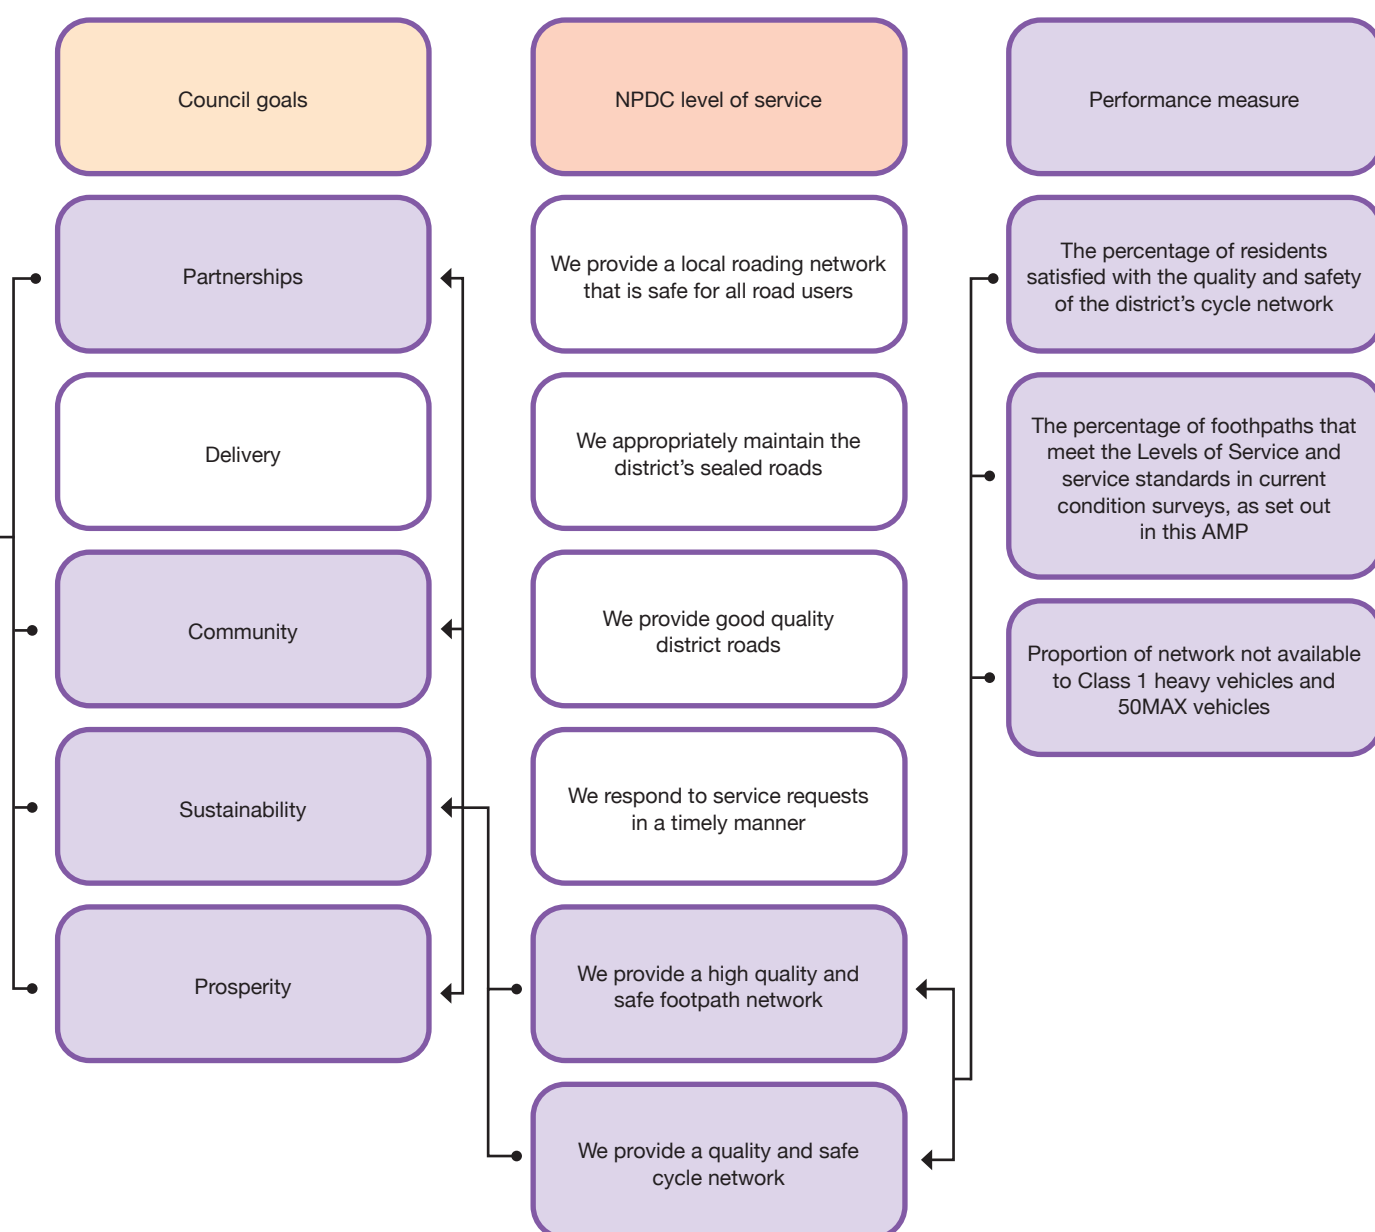 Council goals
NPDC level of service
Performance measure
Partnerships
Delivery
Community
Sustainability
Prosperity
We provide a local roading network
that is safe for all road users
We appropriately maintain the
district’s sealed roads
We provide good quality
district roads
We respond to service requests
in a timely manner
We provide a high quality and
safe footpath network
We provide a quality and safe
cycle network
The percentage of residents
satisfied with the quality and safety
of the district’s cycle network
The percentage of foothpaths that
meet the Levels of Service and
service standards in current
condition surveys, as set out
in this AMP
Proportion of network not available
to Class 1 heavy vehicles and
50MAX vehicles